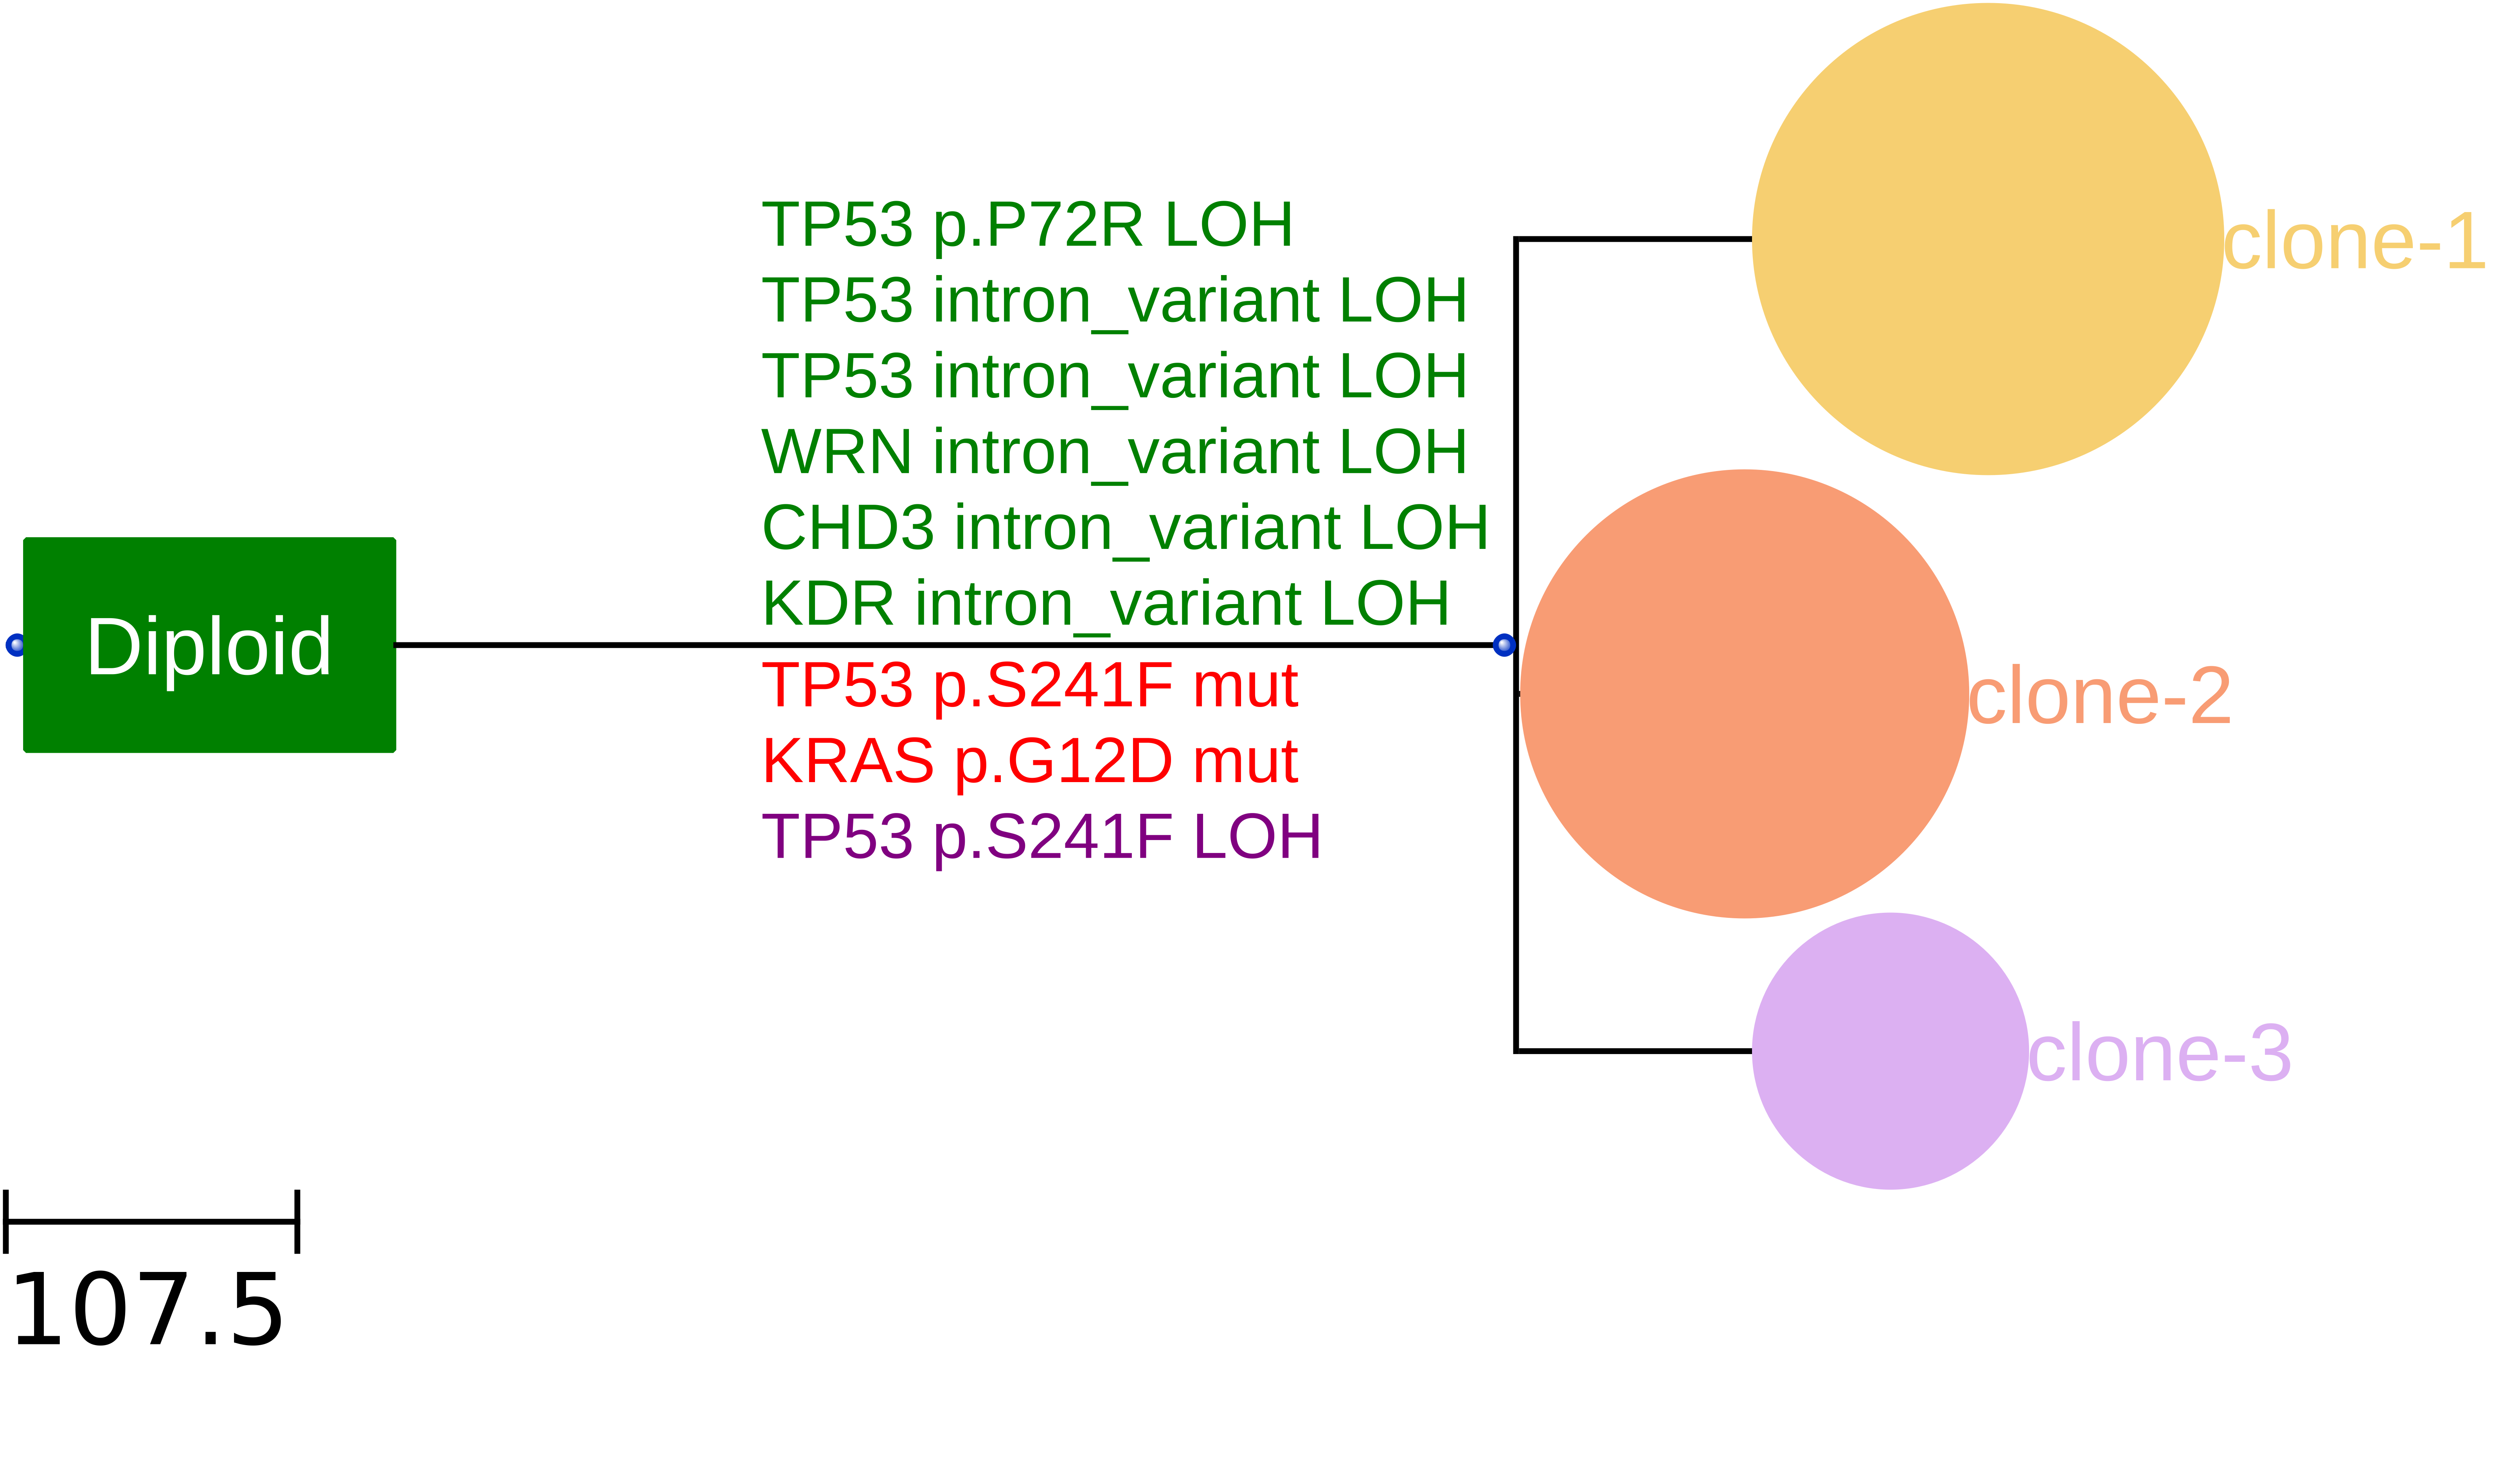 TP53 p.P72R LOH
TP53 intron_variant LOH
TP53 intron_variant LOH
WRN intron_variant LOH
CHD3 intron_variant LOH
KDR intron_variant LOH
Diploid
TP53 p.S241F mut
KRAS p.G12D mut
TP53 p.S241F LOH
clone-1
clone-2
clone-3
107.5